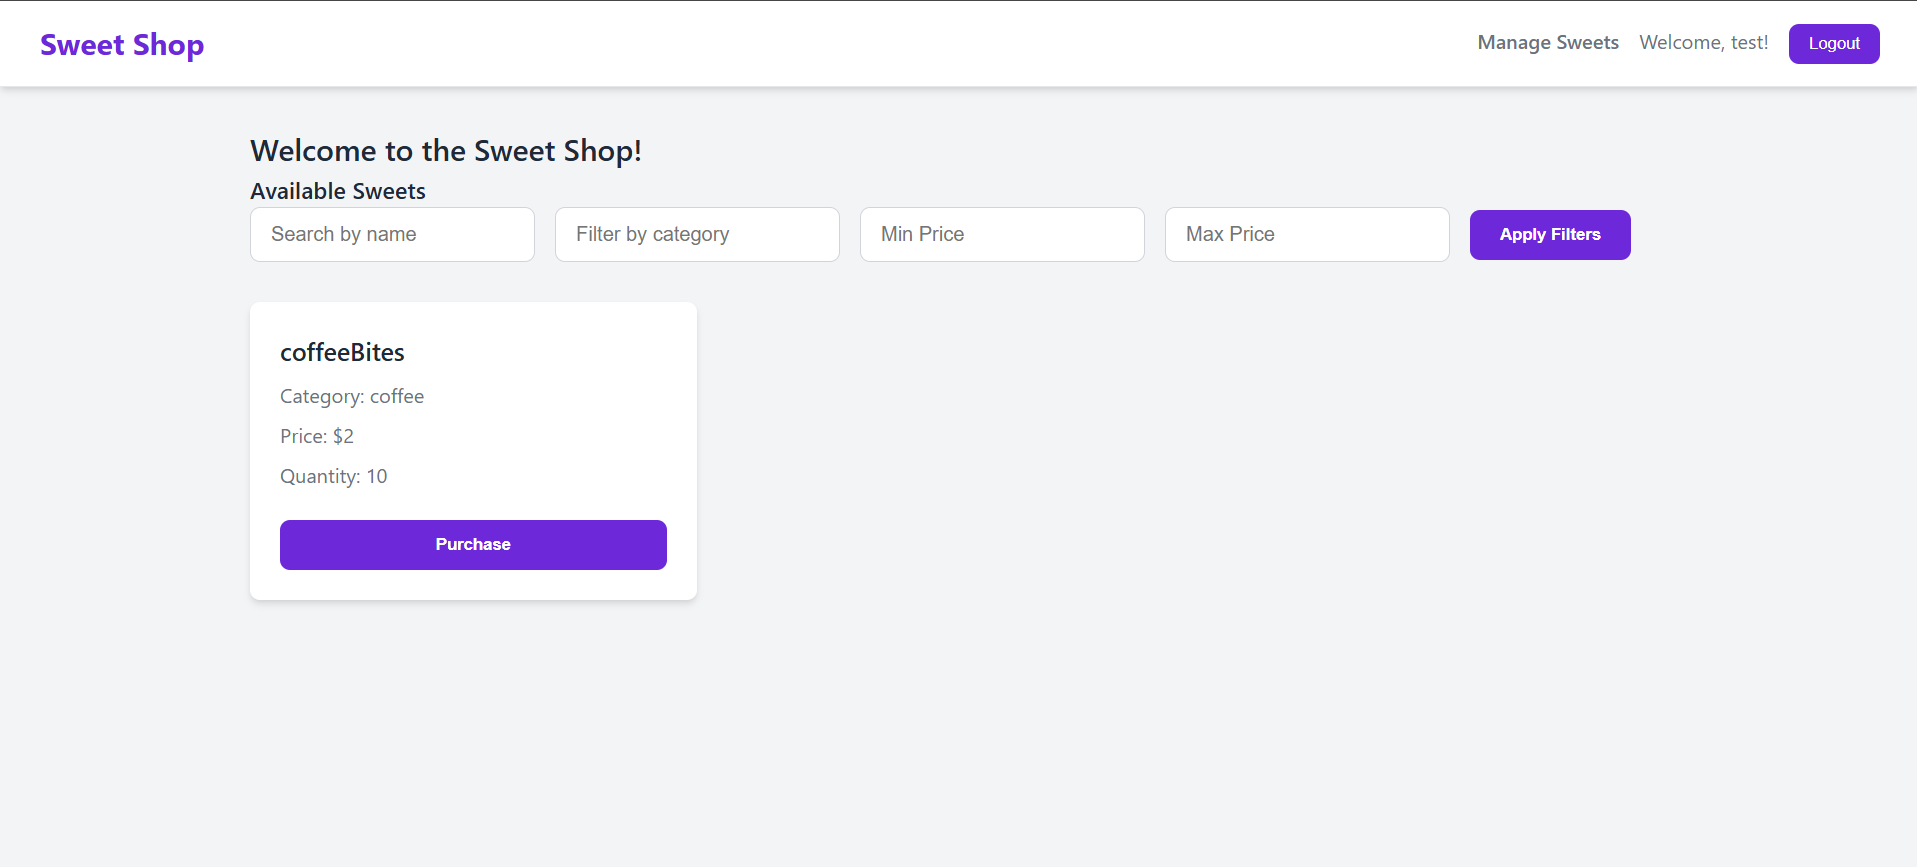 Sweet Shop
Manage Sweets
Welcome, test!
Logout
Welcome to the Sweet Shop!
Available Sweets
Search by name
Filter by category
Min Price
Max Price
Apply Filters
coffeeBites
Category: coffee
Price: $2
Quantity: 10
Purchase